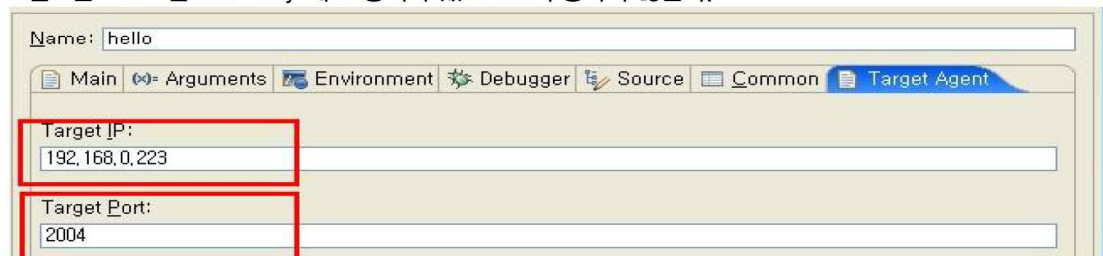 Name: hello
Main (x)= Arguments Environment Debugger Source Common Target Agent
Target IP:
192,168,0,223
Target Port:
2004